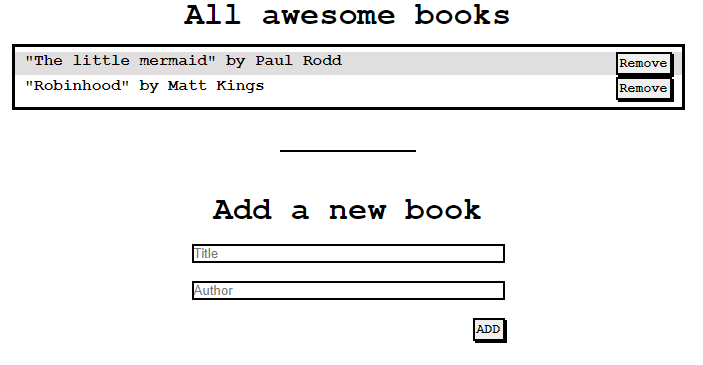 All awesome books
"The little mermaid" by Paul Rodd
Remove
"Robinhood" by Matt Kings
Remove
Add a new book
Title
Author
ADD